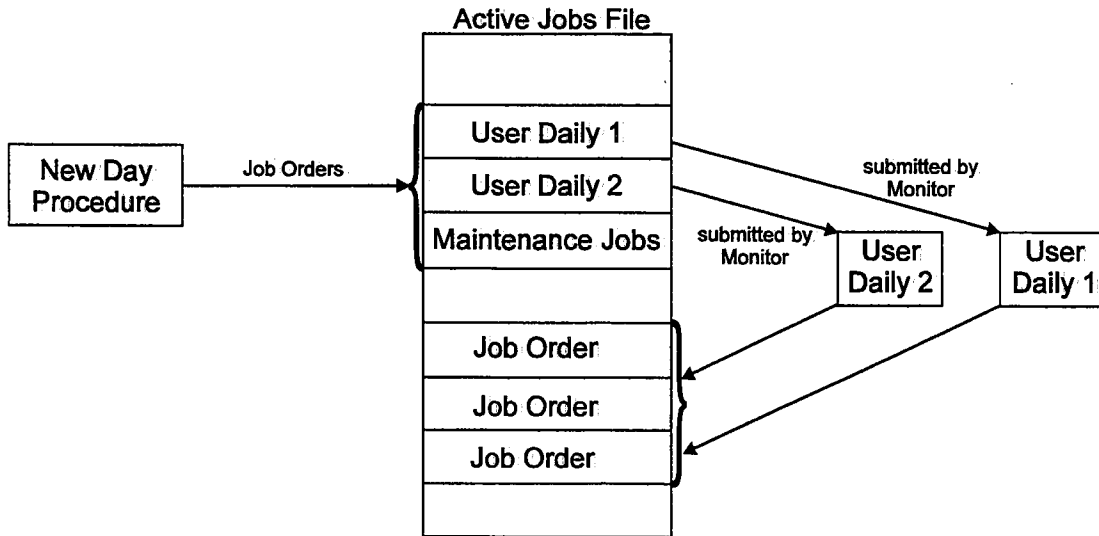 Active Jobs File
New Day
Procedure
Job Orders
User Daily 1
User Daily 2
Maintenance Jobs
submitted by
Monitor
submitted by
Monitor
User
Daily 2
User
Daily 1
Job Order
Job Order
Job Order